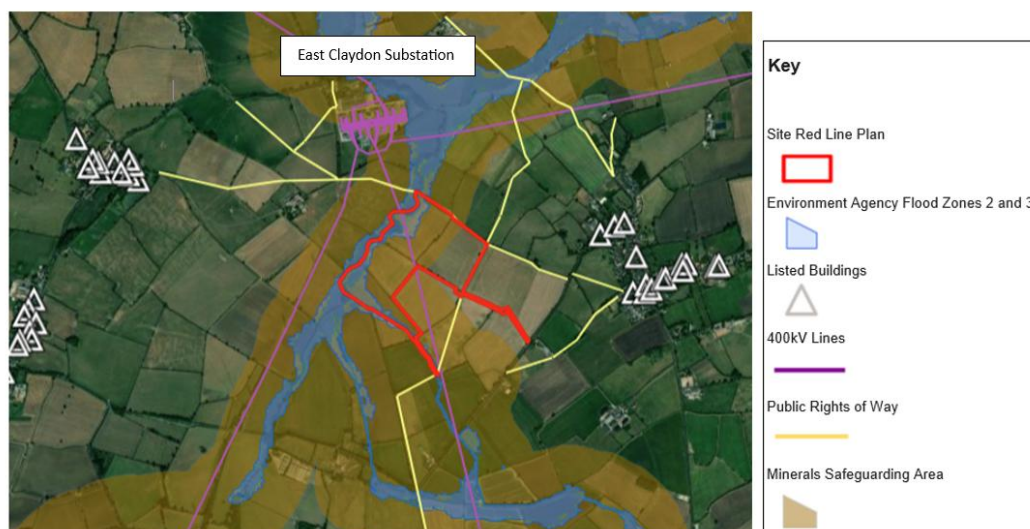 East Claydon Substation
Key
Site Red Line Plan
Environment Agency Flood Zones 2 and 3
Listed Buildings
400kV Lines
Public Rights of Way
Minerals Safeguarding Area